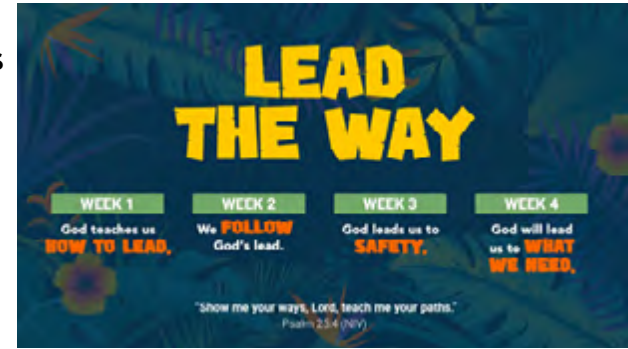 s
LEAD
THE WAY
WEEK 1
God teaches us
HOW TO LEAD.
WEEK 2
We FOLLOW
God's lead.
WEEK 3
God leads us to
SAFETY.
WEEK 4
God will lead
us to WHAT
WE NEED.
"Show me your ways, Lord, teach me your paths."
Psalm 25:4 (NIV)